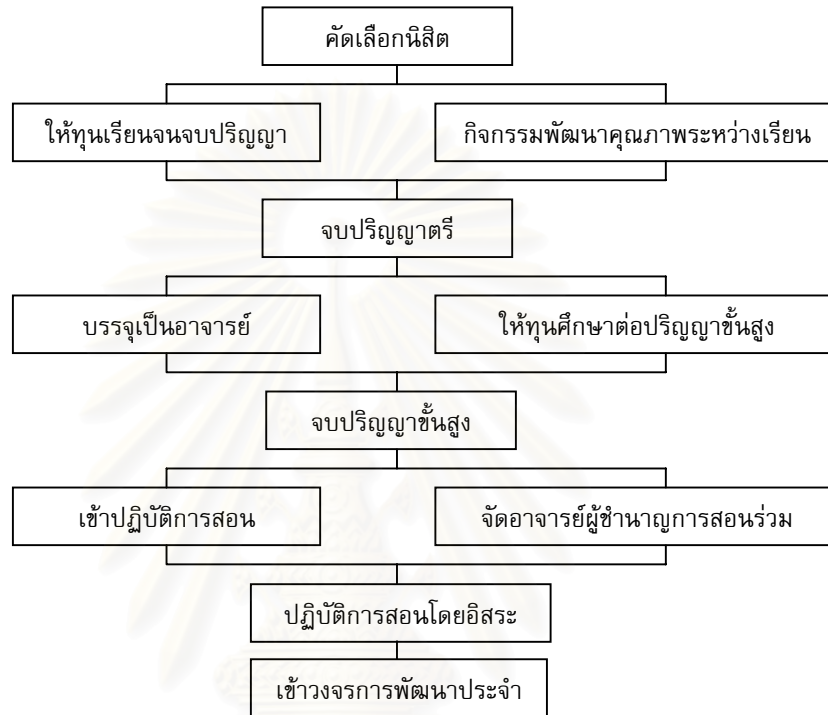 คัดเลือกนิสิต
ให้ทุนเรียนจนจบปริญญา
กิจกรรมพัฒนาคุณภาพระหว่างเรียน
จบปริญญาตรี
บรรจุเป็นอาจารย์
ให้ทุนศึกษาต่อปริญญาขั้นสูง
จบปริญญาขั้นสูง
เข้าปฏิบัติการสอน
จัดอาจารย์ผู้ชำนาญการสอนร่วม
ปฏิบัติการสอนโดยอิสระ
เข้าวงจรการพัฒนาประจำ